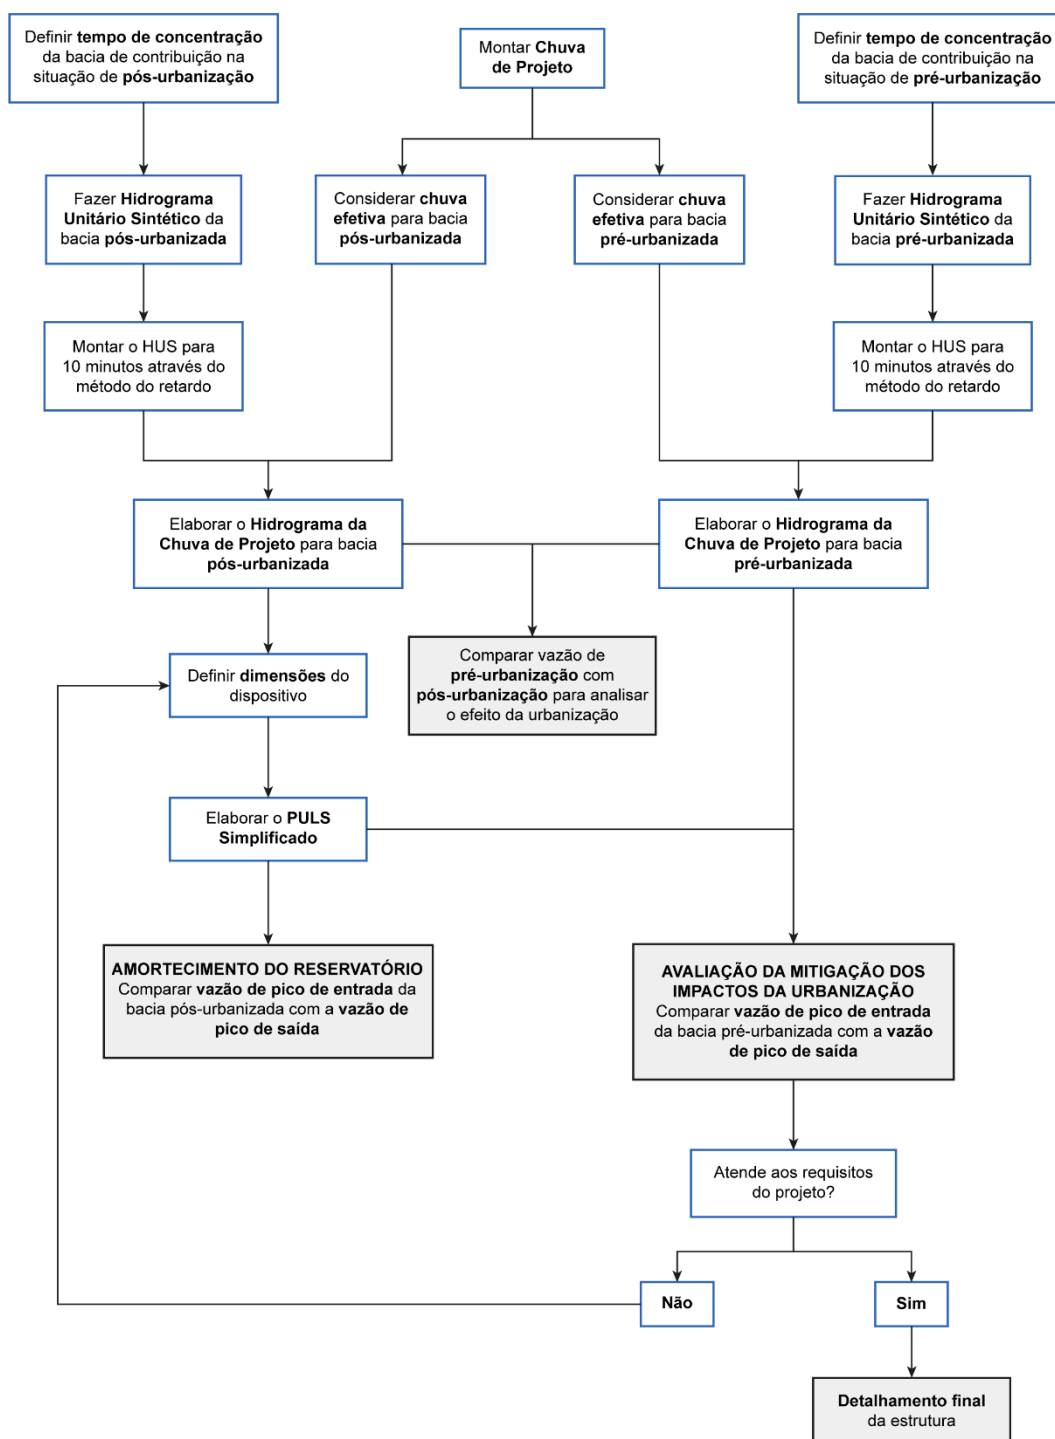 Definir tempo de concentração
da bacia de contribuição na
situação de pós-urbanização
Montar Chuva
de Projeto
Definir tempo de concentração
da bacia de contribuição na
situação de pré-urbanização
Fazer Hidrograma
Unitário Sintético da
bacia pós-urbanizada
Considerar chuva
efetiva para bacia
pós-urbanizada
Considerar chuva
efetiva para bacia
pré-urbanizada
Fazer Hidrograma
Unitário Sintético da
bacia pré-urbanizada
Montar o HUS para
10 minutos através do
método do retardo
Montar o HUS para
10 minutos através do
método do retardo
Elaborar o Hidrograma da
Chuva de Projeto para bacia
pós-urbanizada
Elaborar o Hidrograma da
Chuva de Projeto para bacia
pré-urbanizada
Comparar vazão de
pré-urbanização com
pós-urbanização para analisar
o efeito da urbanização
Definir dimensões do
dispositivo
Elaborar o PULS
Simplificado
AMORTECIMENTO DO RESERVATÓRIO
Comparar vazão de pico de entrada da
bacia pós-urbanizada com a vazão de
pico de saída
AVALIAÇÃO DA MITIGAÇÃO DOS
IMPACTOS DA URBANIZAÇÃO
Comparar vazão de pico de entrada
da bacia pré-urbanizada com a vazão
de pico de saída
Atende aos requisitos
do projeto?
Não
Sim
Detalhamento final
da estrutura